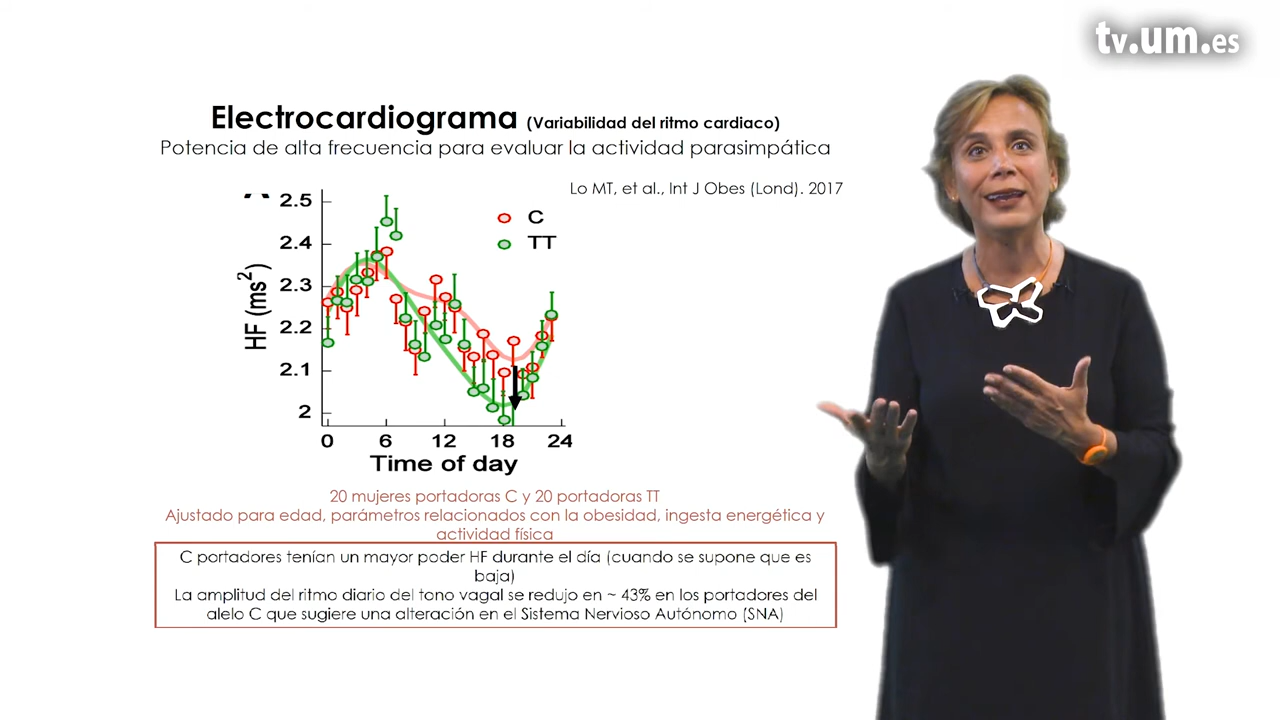 tv.um.es
Electrocardiograma (Variabilidad del ritmo cardiaco)
Potencia de alta frecuencia para evaluar la actividad parasimpática
Lo MT, et al., Int J Obes (Lond). 2017
2.5
2.4
2.3
2.2
2.1
2
HF (ms2)
C
TT
0 6 12 18 24
Time of day
20 mujeres portadoras C y 20 portadoras TT
Ajustado para edad, parámetros relacionados con la obesidad, ingesta energética y
actividad física
C portadores tenían un mayor poder HF durante el día (cuando se supone que es
baja)
La amplitud del ritmo diario del tono vagal se redujo en ~ 43% en los portadores del
alelo C que sugiere una alteración en el Sistema Nervioso Autónomo (SNA)